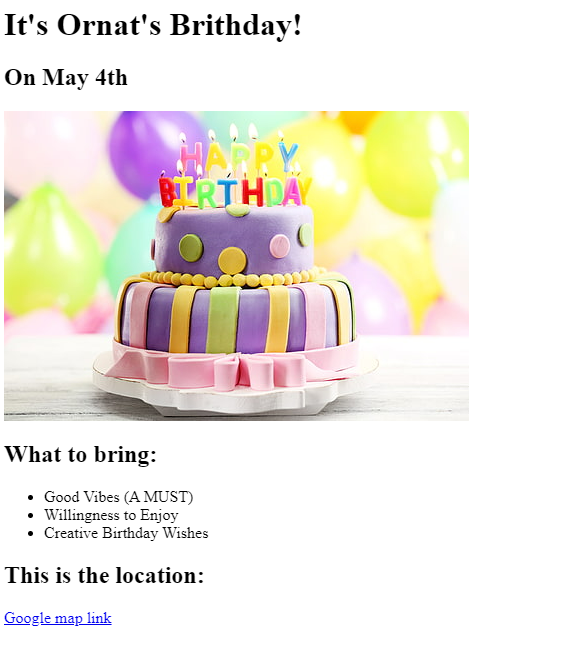 It's Ornat's Brithday!
On May 4th
HAPPY
BIRTHDAY
What to bring:
Good Vibes (A MUST)
Willingness to Enjoy
Creative Birthday Wishes
This is the location:
Google map link